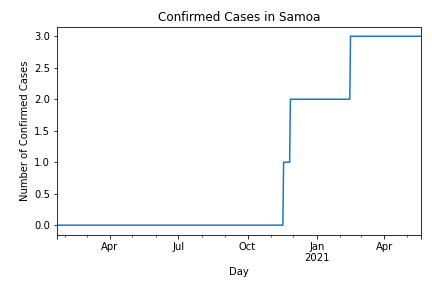 Confirmed Cases in Samoa
Number of Confirmed Cases
3.0
2.5
2.0
1.5
1.0
0.5
0.0
Apr Jul Oct Jan Apr
2021
Day